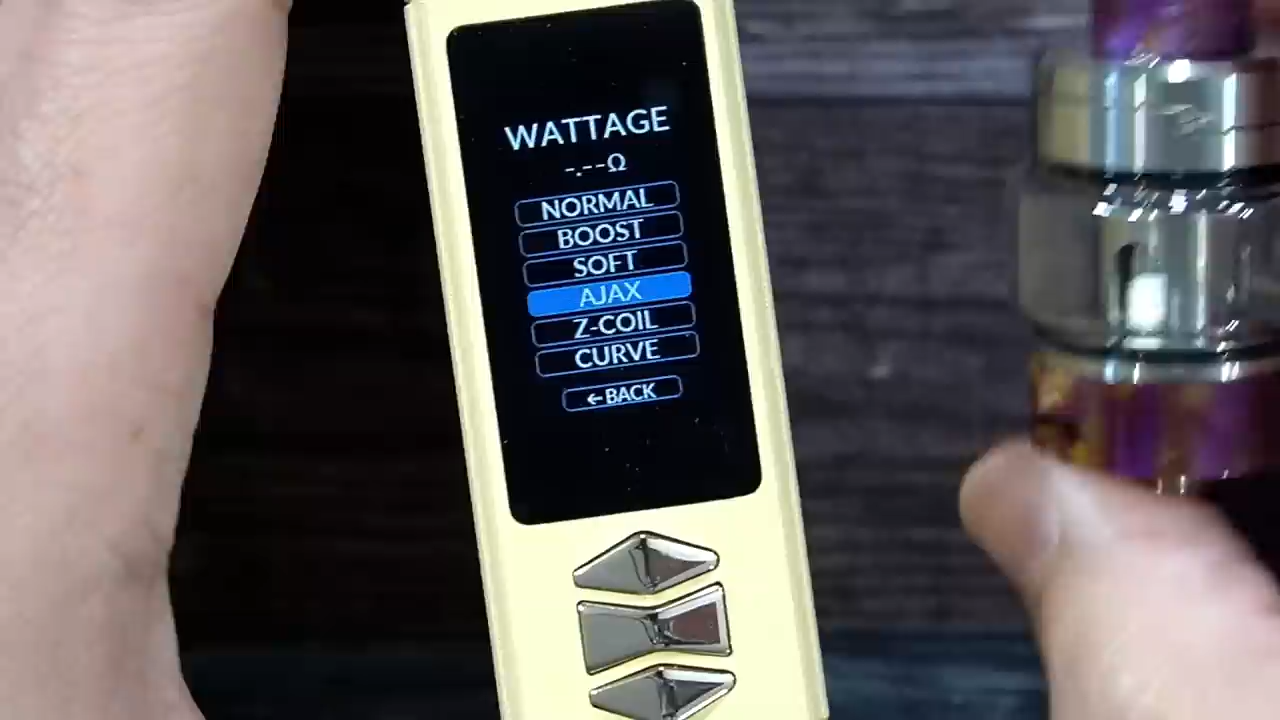 WATTAGE
-.--Ω
NORMAL
BOOST
SOFT
AJAX
Z-COIL
CURVE
←BACK